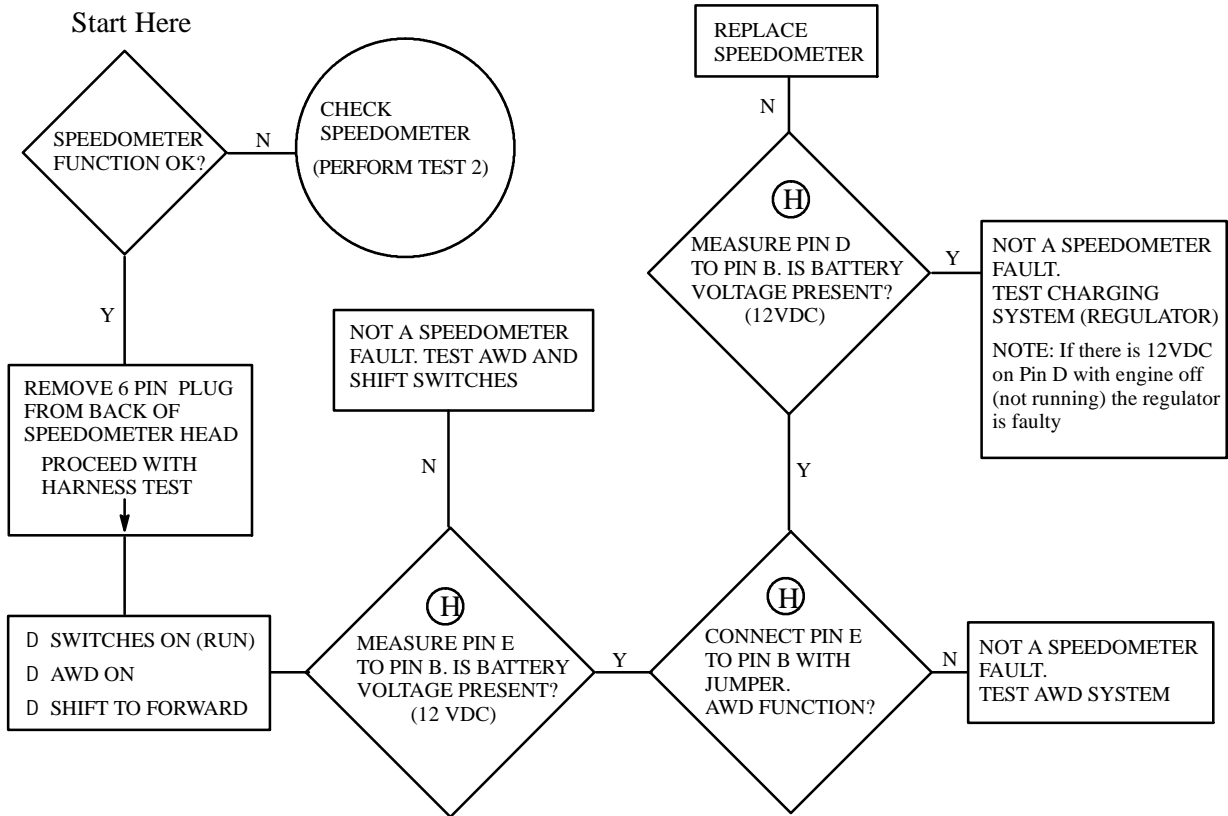 Start Here
SPEEDOMETER
FUNCTION OK?
N
CHECK
SPEEDOMETER
(PERFORM TEST 2)
Y
REMOVE 6 PIN PLUG
FROM BACK OF
SPEEDOMETER HEAD
PROCEED WITH
HARNESS TEST
D SWITCHES ON (RUN)
D AWD ON
D SHIFT TO FORWARD
H
MEASURE PIN E
TO PIN B. IS BATTERY
VOLTAGE PRESENT?
(12 VDC)
N
NOT A SPEEDOMETER
FAULT. TEST AWD AND
SHIFT SWITCHES
Y
H
CONNECT PIN E
TO PIN B WITH
JUMPER.
AWD FUNCTION?
N
NOT A SPEEDOMETER
FAULT.
TEST AWD SYSTEM
Y
H
MEASURE PIN D
TO PIN B. IS BATTERY
VOLTAGE PRESENT?
(12VDC)
N
REPLACE
SPEEDOMETER
Y
NOT A SPEEDOMETER
FAULT.
TEST CHARGING
SYSTEM (REGULATOR)
NOTE: If there is 12VDC
on Pin D with engine off
(not running) the regulator
is faulty